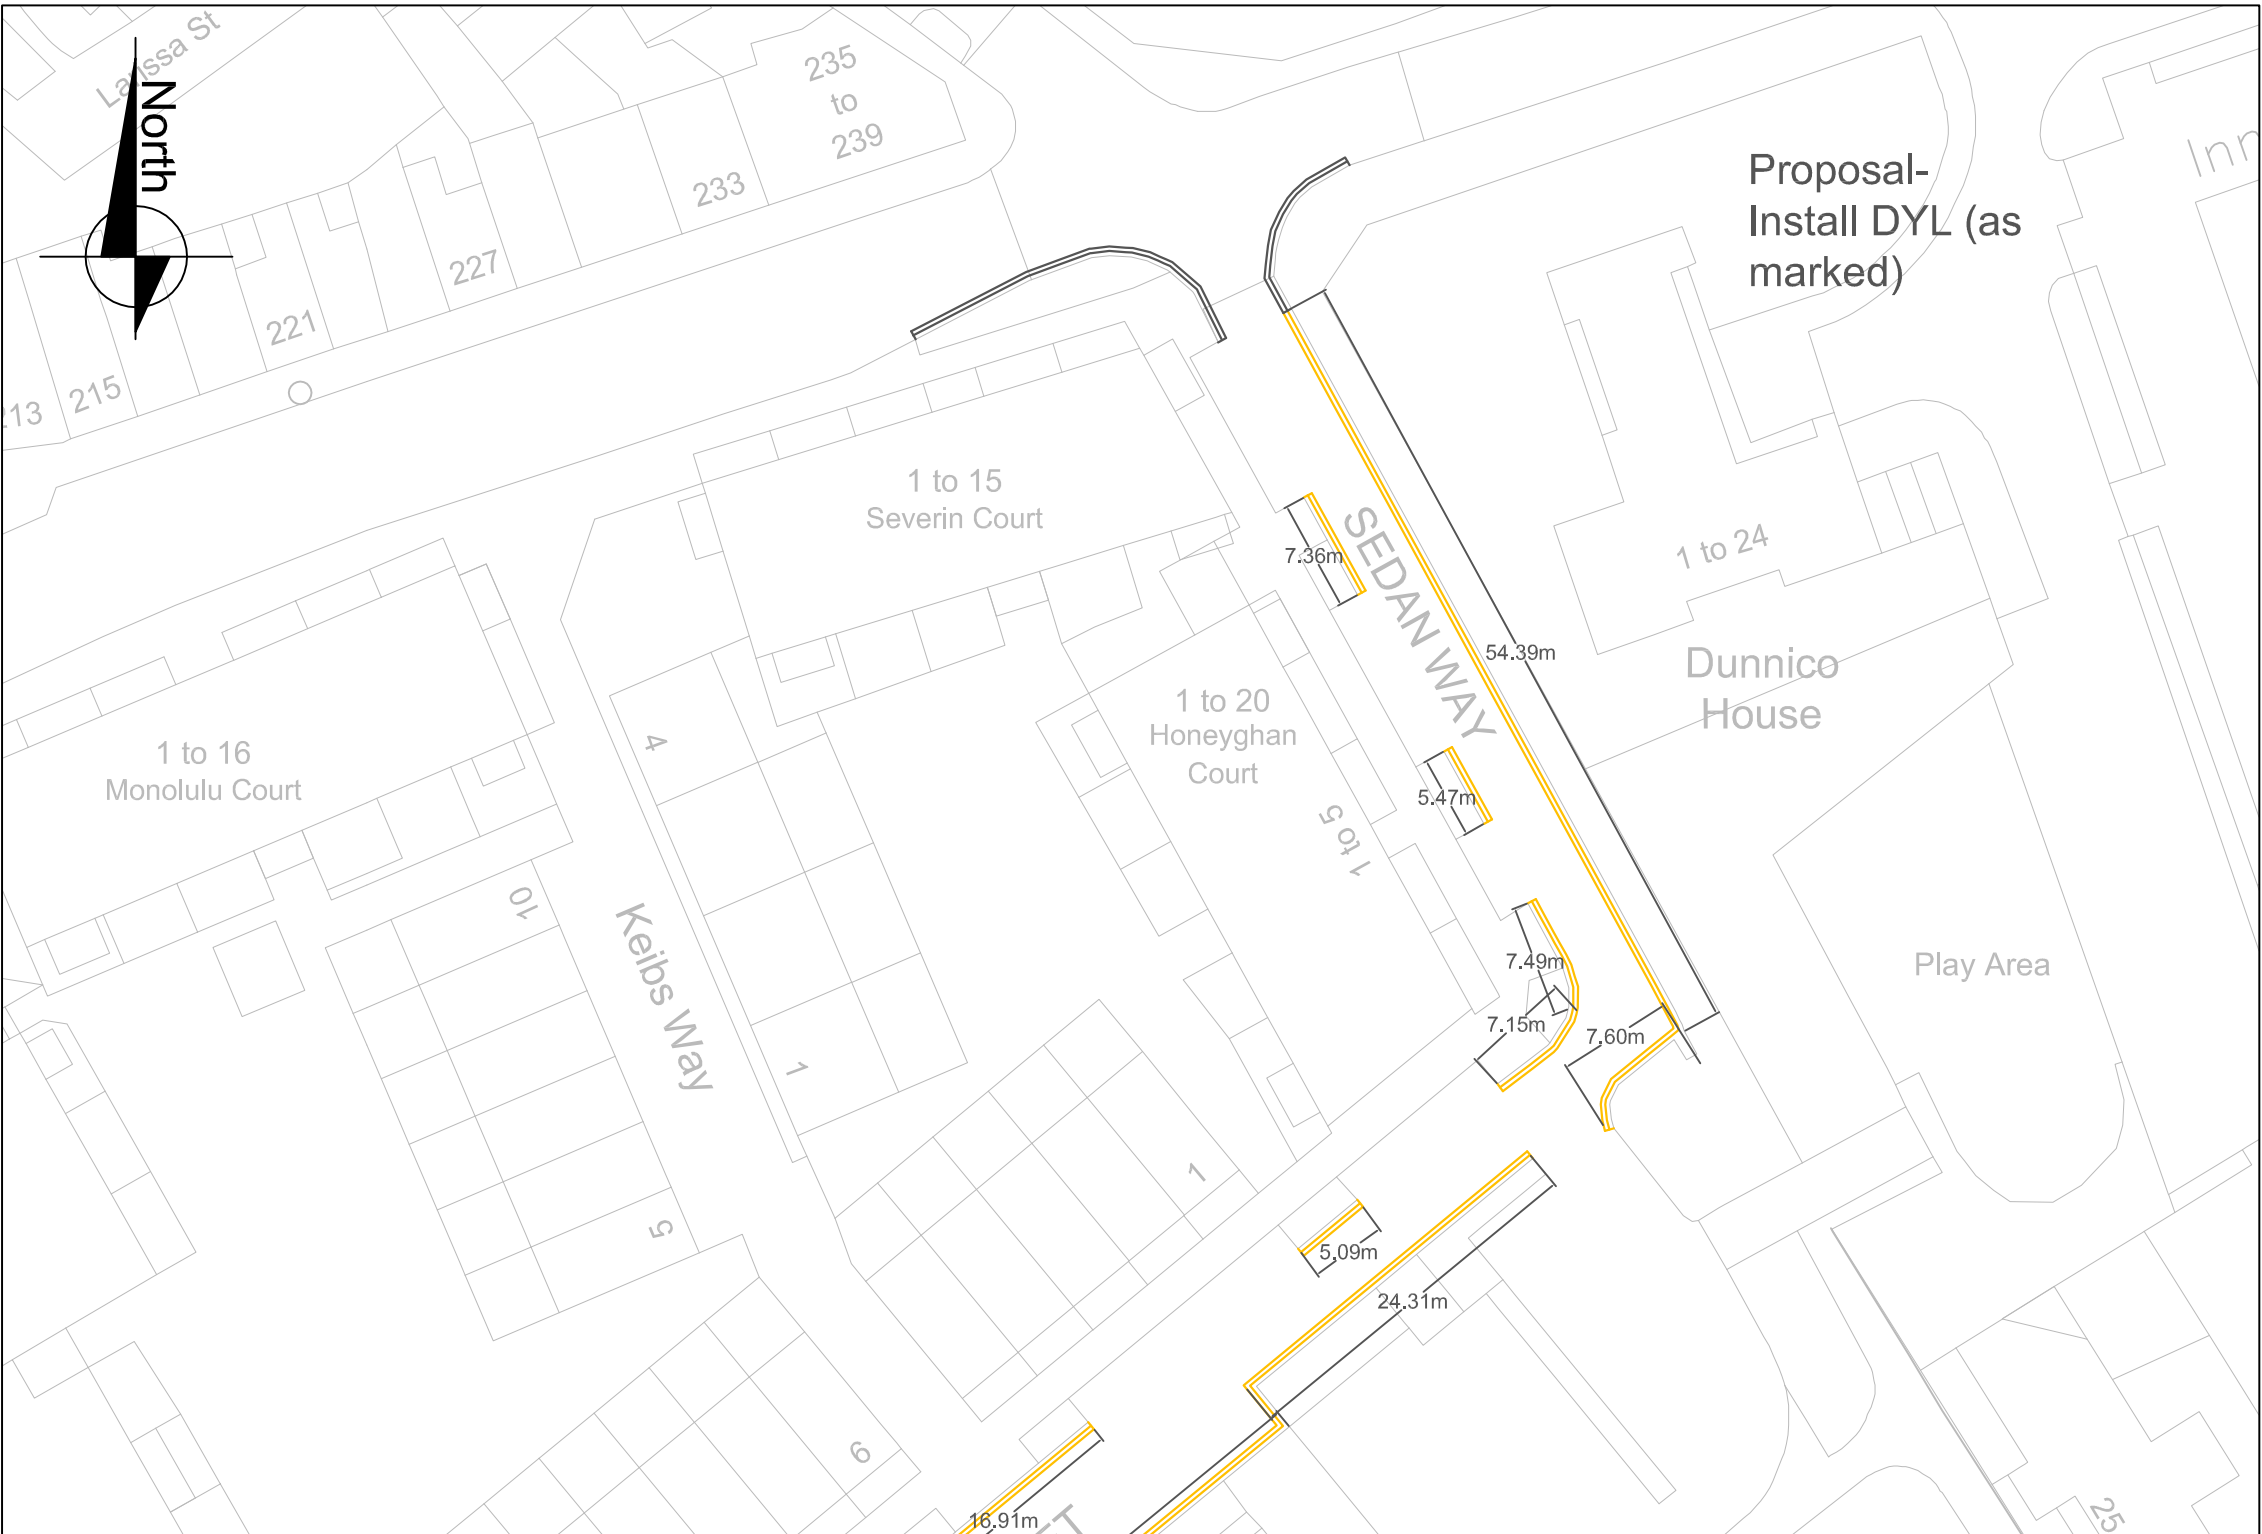 Larissa St
North
235
to
239
233
227
221
215
Proposal-
Install DYL (as
marked)
1 to 15
Severin Court
SEDAN WAY
7.36m
1 to 24
54.39m
Dunnico
House
1 to 20
Honeyghan
Court
1 to 16
Monolulu Court
4
5.47m
1 to 5
10
Keibs Way
7.49m
Play Area
7.15m
7.60m
1
1
5
5.09m
24.31m
6
16.91m
25